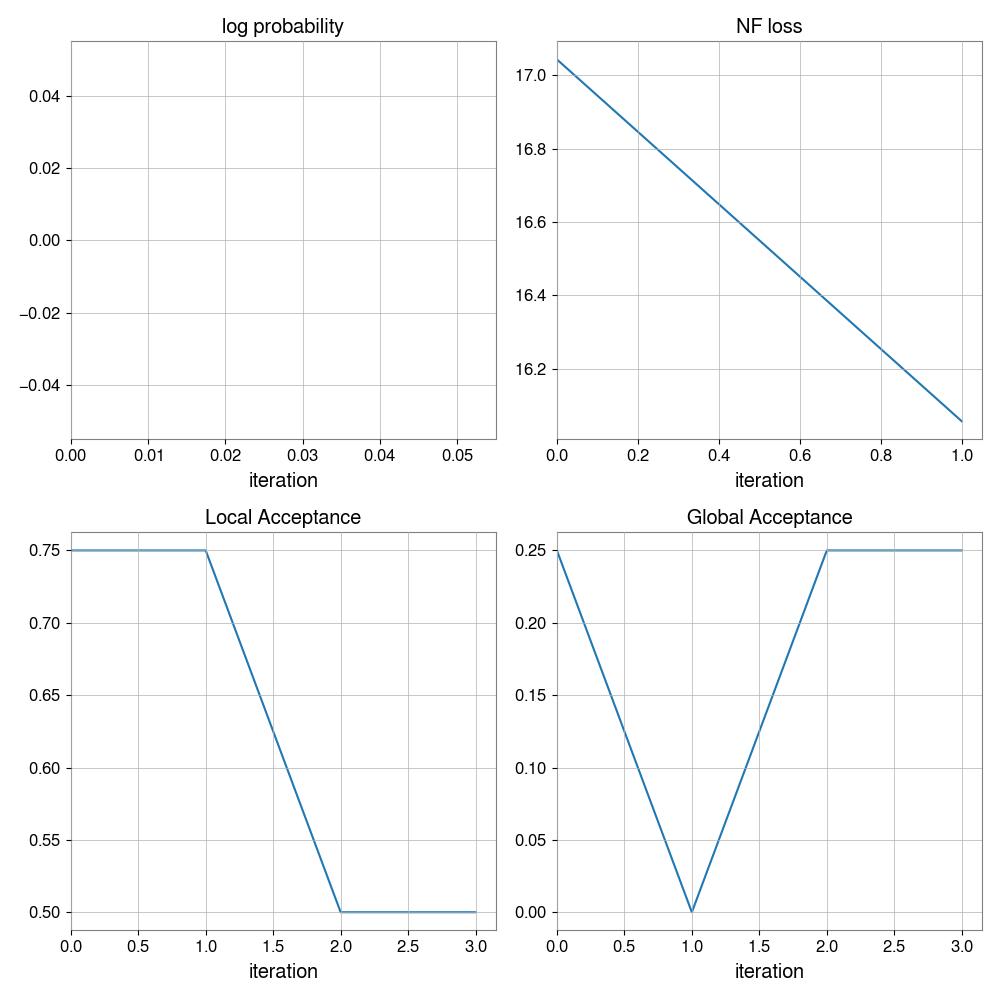 log probability
0.04
0.02
0.00
−0.02
−0.04
0.00 0.01 0.02 0.03 0.04 0.05
iteration
NF loss
17.0
16.8
16.6
16.4
16.2
0.0 0.2 0.4 0.6 0.8 1.0
iteration
Local Acceptance
0.75
0.70
0.65
0.60
0.55
0.50
0.0 0.5 1.0 1.5 2.0 2.5 3.0
iteration
Global Acceptance
0.25
0.20
0.15
0.10
0.05
0.00
0.0 0.5 1.0 1.5 2.0 2.5 3.0
iteration